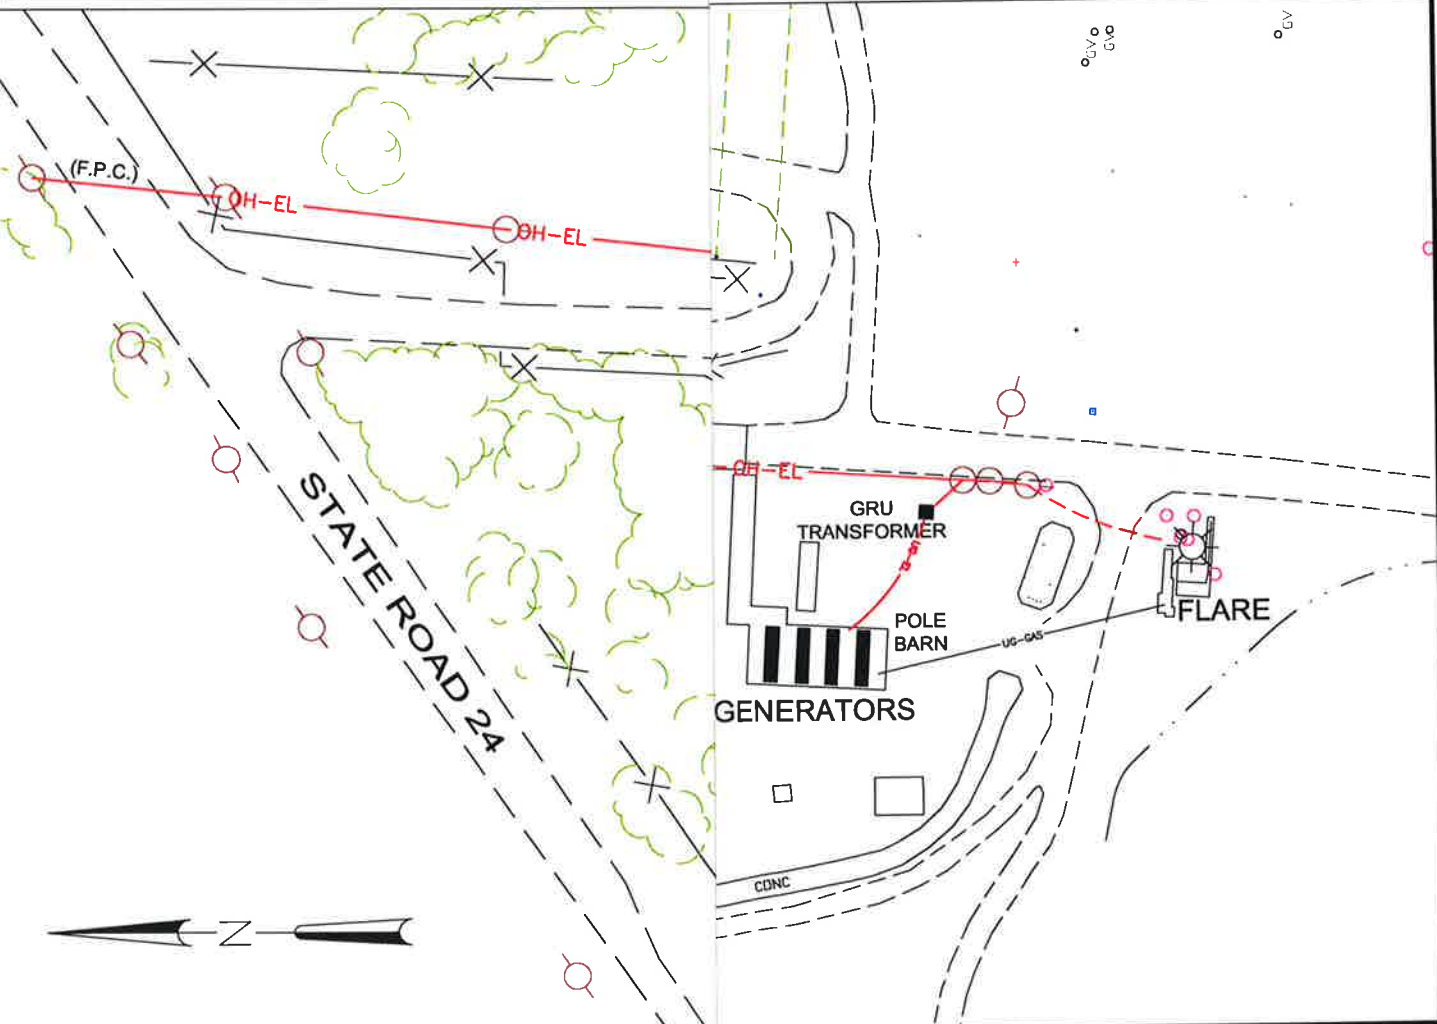 GV
GV
GV
(F.P.C.)
OH-EL
OH-EL
OH-EL
GRU
TRANSFORMER
STATE ROAD 24
POLE
BARN
UG-GAS
FLARE
GENERATORS
CONC
N